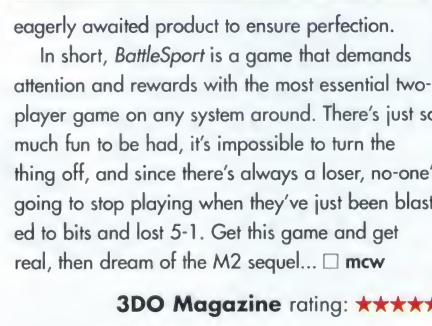 eagerly awaited product to ensure perfection.
In short, BattleSport is a game that demands
attention and rewards with the most essential two-
player game on any system around. There's just so
much fun to be had, it's impossible to turn the
thing off, and since there's always a loser, no-one'
going to stop playing when they've just been blast
ed to bits and lost 5-1. Get this game and get
real, then dream of the M2 sequel... □ mcw
3DO Magazine rating: ★★★★★